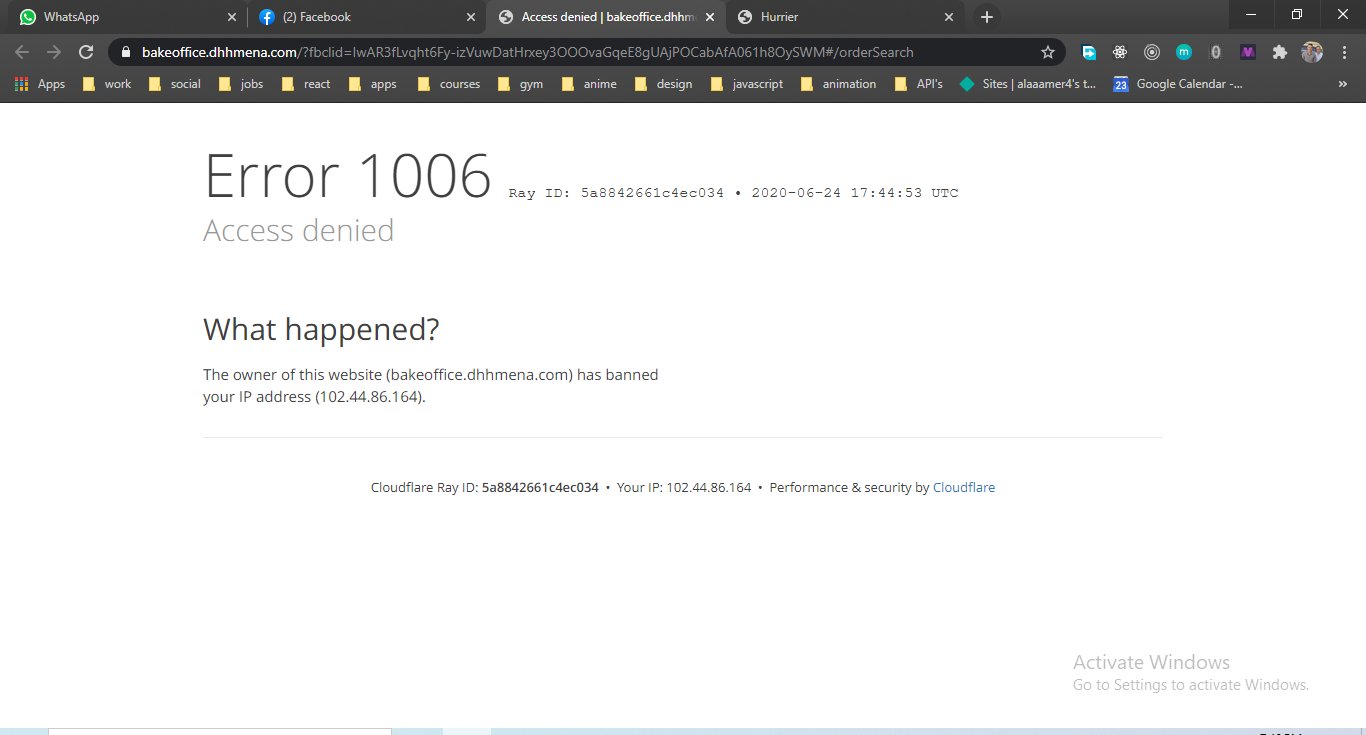 WhatsApp
(2) Facebook
Access denied | bakeoffice.dhhm
Hurrier
bakeoffice.dhhmena.com/?fbclid=IwAR3fLvqht6Fy-izVuwDatHrxey3OOOvaGqeE8gUAjPOCabAfA061h8OySWM#/orderSearch
Apps work social jobs react apps courses gym anime design javascript animation API's Sites | alaaamer4's t... 23 Google Calendar -... »
Error 1006 Ray ID: 5a8842661c4ec034 • 2020-06-24 17:44:53 UTC
Access denied
What happened?
The owner of this website (bakeoffice.dhhmena.com) has banned
your IP address (102.44.86.164).
Cloudflare Ray ID: 5a8842661c4ec034 • Your IP: 102.44.86.164 • Performance & security by Cloudflare
Activate Windows
Go to Settings to activate Windows.